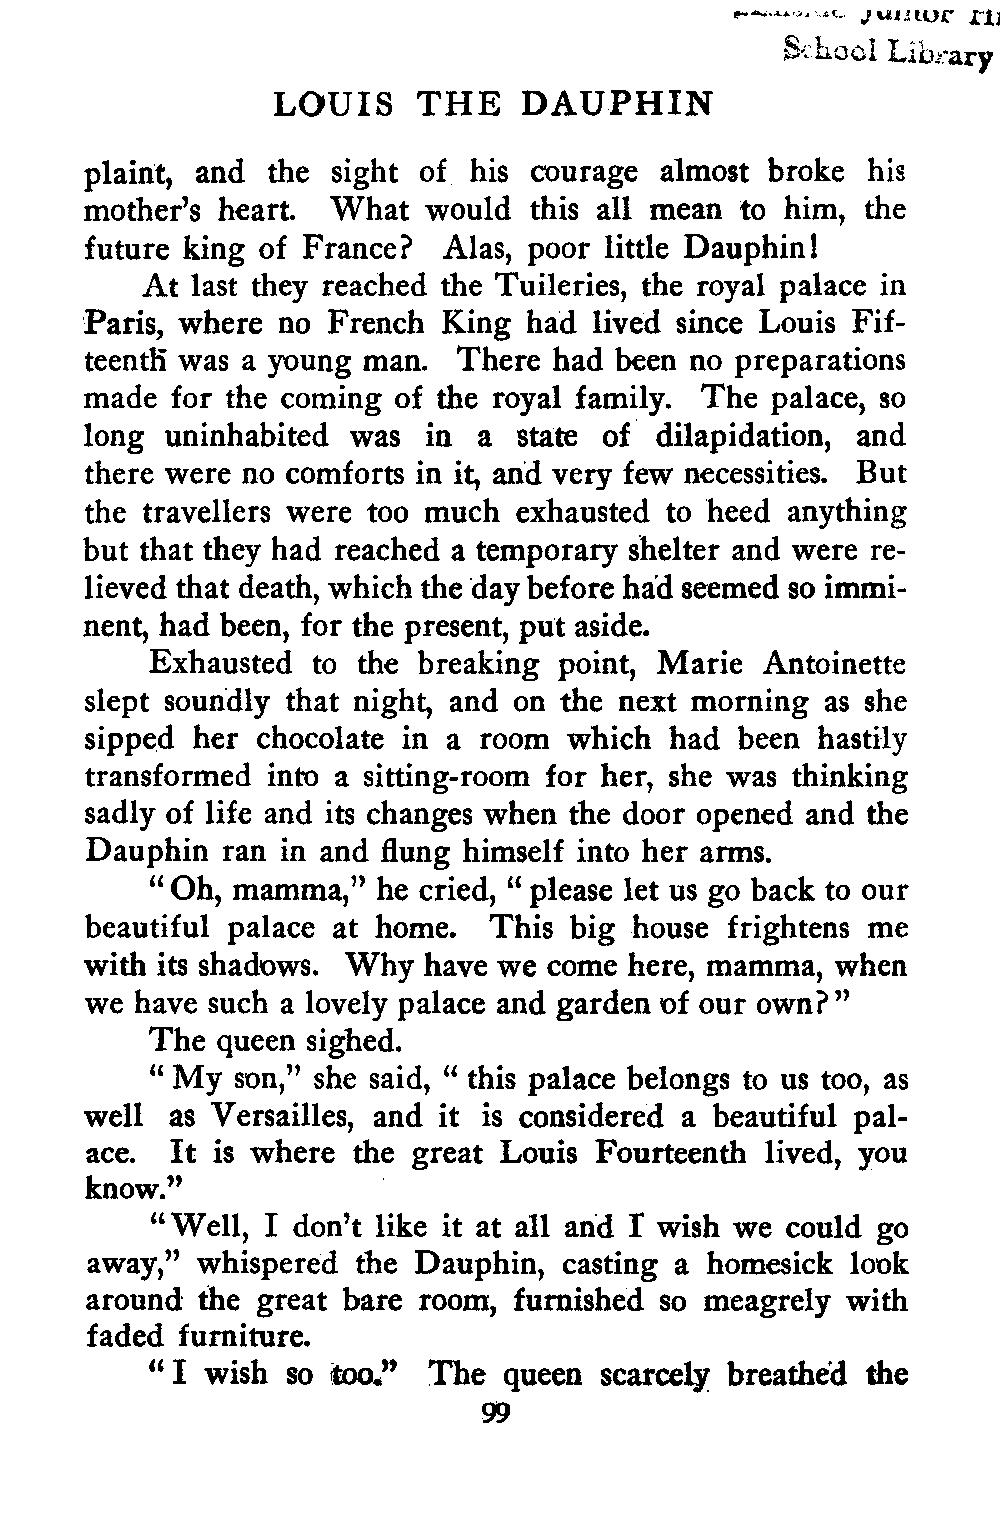 School Library
LOUIS THE DAUPHIN
plaint, and the sight of his courage almost broke his
mother's heart. What would this all mean to him, the
future king of France? Alas, poor little Dauphin!
At last they reached the Tuileries, the royal palace in
Paris, where no French King had lived since Louis Fif-
teenth was a young man. There had been no preparations
made for the coming of the royal family. The palace, so
long uninhabited was in a state of dilapidation, and
there were no comforts in it, and very few necessities. But
the travellers were too much exhausted to heed anything
but that they had reached a temporary shelter and were re-
lieved that death, which the day before had seemed so immi-
nent, had been, for the present, put aside.
Exhausted to the breaking point, Marie Antoinette
slept soundly that night, and on the next morning as she
sipped her chocolate in a room which had been hastily
transformed into a sitting-room for her, she was thinking
sadly of life and its changes when the door opened and the
Dauphin ran in and flung himself into her arms.
"Oh, mamma," he cried, "please let us go back to our
beautiful palace at home. This big house frightens me
with its shadows. Why have we come here, mamma, when
we have such a lovely palace and garden of our own?"
The queen sighed.
"My son," she said, "this palace belongs to us too, as
well as Versailles, and it is considered a beautiful pal-
ace. It is where the great Louis Fourteenth lived, you
know."
"Well, I don't like it at all and I wish we could go
away," whispered the Dauphin, casting a homesick look
around the great bare room, furnished so meagrely with
faded furniture.
"I wish so too." The queen scarcely breathed the
99